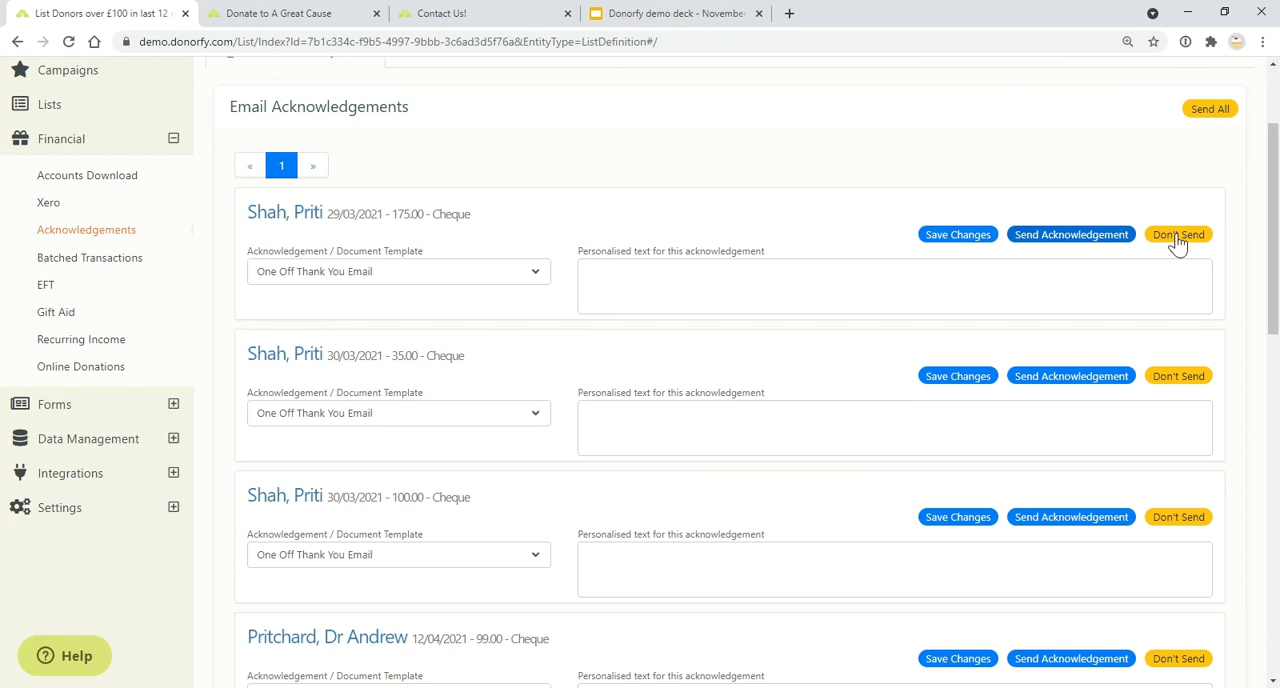 List Donors over £100 in last 12 m
Donate to A Great Cause
Contact Us!
Donorfy demo deck - November
demo.donorfy.com/List/Index?Id=7b1c334c-f9b5-4997-9bbb-3c6ad3d5f76a&EntityType=ListDefinition#/
Campaigns
Lists
Financial
Accounts Download
Xero
Acknowledgements
Batched Transactions
EFT
Gift Aid
Recurring Income
Online Donations
Forms
Data Management
Integrations
Settings
Help
Email Acknowledgements
Send All
« 1 »
Shah, Priti 29/03/2021 - 175.00 - Cheque
Save Changes Send Acknowledgement Don't Send
Acknowledgement / Document Template Personalised text for this acknowledgement
One Off Thank You Email
Shah, Priti 30/03/2021 - 35.00 - Cheque
Save Changes Send Acknowledgement Don't Send
Acknowledgement / Document Template Personalised text for this acknowledgement
One Off Thank You Email
Shah, Priti 30/03/2021 - 100.00 - Cheque
Save Changes Send Acknowledgement Don't Send
Acknowledgement / Document Template Personalised text for this acknowledgement
One Off Thank You Email
Pritchard, Dr Andrew 12/04/2021 - 99.00 - Cheque
Save Changes Send Acknowledgement Don't Send
Acknowledgement / Document Template Personalised text for this acknowledgement